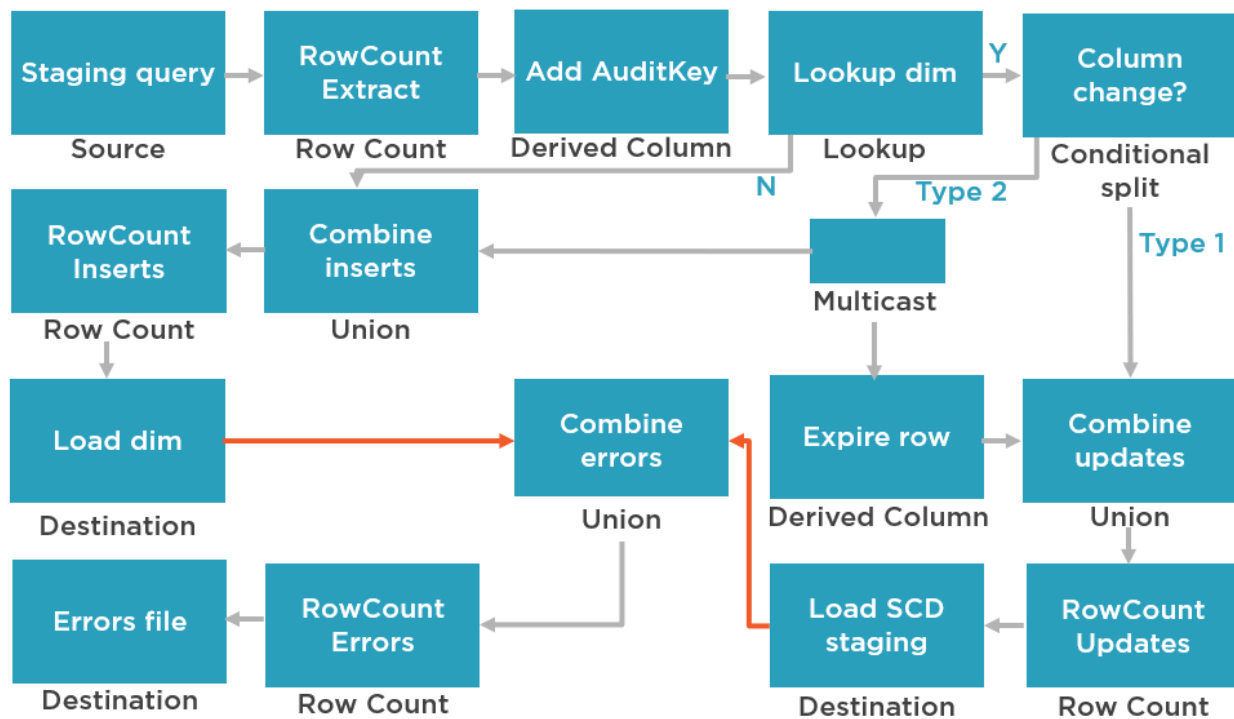 Staging query
Source
RowCount
Extract
Row Count
Add AuditKey
Derived Column
Lookup dim
Lookup
Y
Column
change?
Conditional
split
N
Type 2
Type 1
RowCount
Inserts
Row Count
Combine
inserts
Union
Multicast
Load dim
Destination
Combine
errors
Union
Expire row
Derived Column
Combine
updates
Union
Errors file
Destination
RowCount
Errors
Row Count
Load SCD
staging
Destination
RowCount
Updates
Row Count